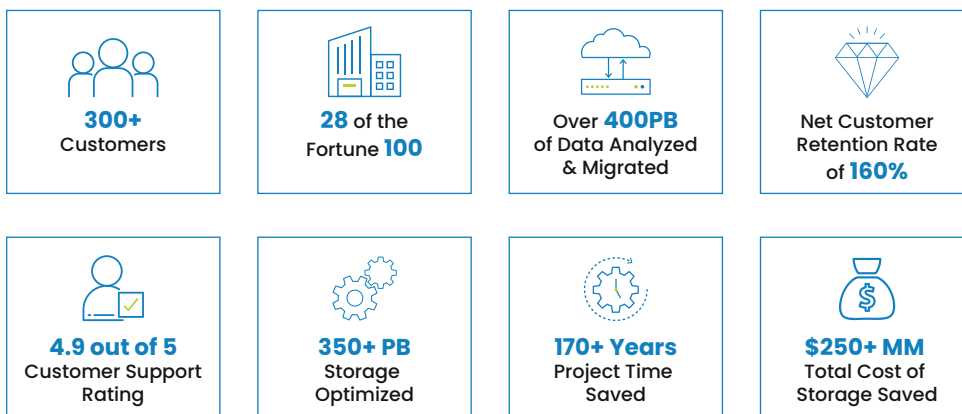 300+
Customers
28 of the
Fortune 100
Over 400PB
of Data Analyzed
& Migrated
Net Customer
Retention Rate
of 160%
4.9 out of 5
Customer Support
Rating
350+ PB
Storage
Optimized
170+ Years
Project Time
Saved
$
$250+ MM
Total Cost of
Storage Saved